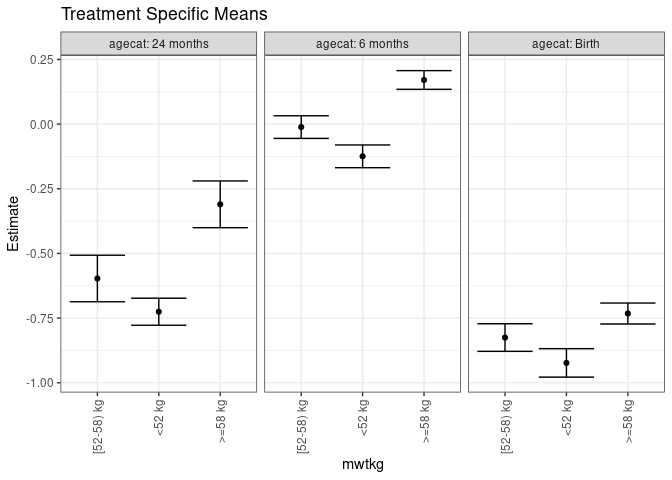 Treatment Specific Means
agecat: 24 months
agecat: 6 months
agecat: Birth
Estimate
0.25
0.00
-0.25
-0.50
-0.75
-1.00
[52-58) kg
<52 kg
>=58 kg
[52-58) kg
<52 kg
>=58 kg
[52-58) kg
<52 kg
>=58 kg
mwtkg